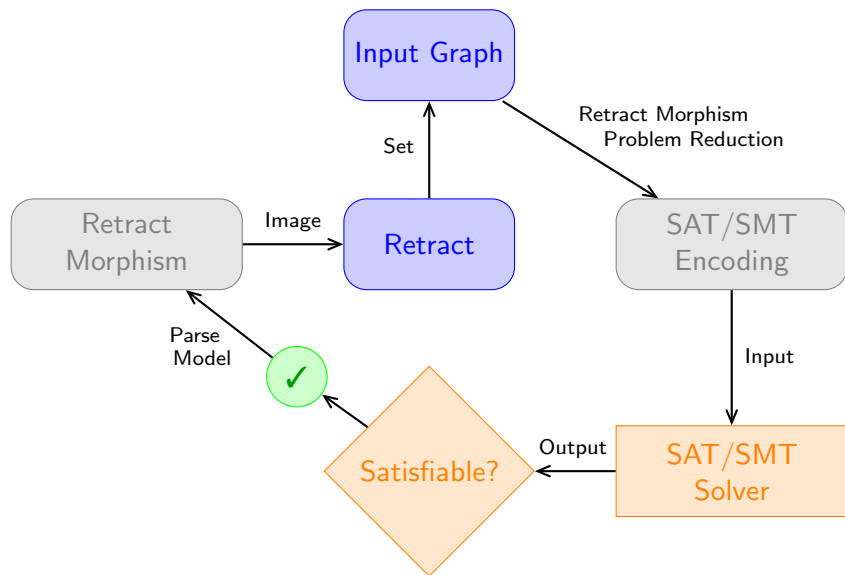 Input Graph
Retract Morphism
Problem Reduction
Set
Retract
Morphism
Image
Retract
SAT/SMT
Encoding
Parse
Model
✓
Input
Satisfiable?
Output
SAT/SMT
Solver